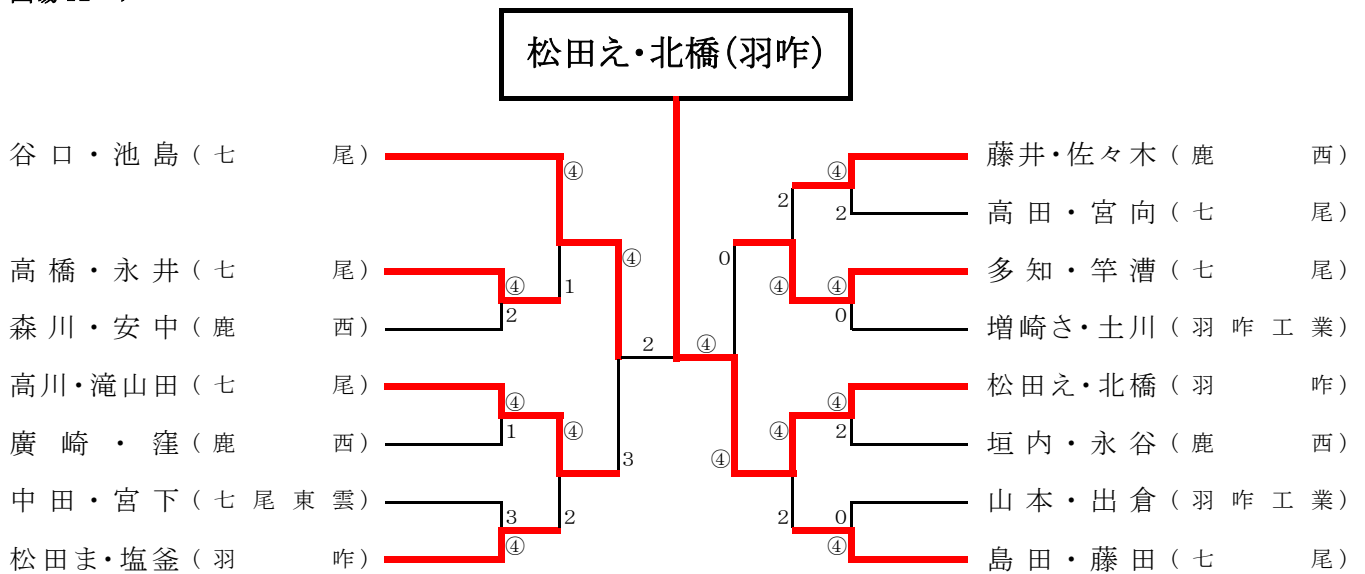 松田え・北橋(羽咋)
谷口・池島(七尾)
高橋・永井(七尾)
森川・安中(鹿西)
高川・滝山田(七尾)
廣崎・窪(鹿西)
中田・宮下(七尾東雲)
松田ま・塩釜(羽咋)
④
④
1
④
2
④
1
④
3
3
④
2
2
④
0
④
④
2
④
2
④
④
0
④
④
2
2
0
④
藤井・佐々木(鹿西)
高田・宮向(七尾)
多知・竿漕(七尾)
増崎さ・土川(羽咋工業)
松田え・北橋(羽咋)
垣内・永谷(鹿西)
山本・出倉(羽咋工業)
島田・藤田(七尾)